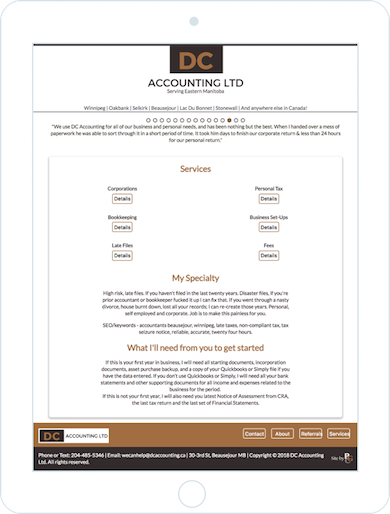 DC
ACCOUNTING LTD
Serving Eastern Manitoba
Winnipeg | Oakbank | Selkirk | Beausejour | Lac Du Bonnet | Stonewall | And anywhere else in Canada!
"We use DC Accounting for all of our business and personal needs, and has been nothing but the best. When I handed over a mess of
paperwork he was able to sort through it in a short period of time. It took him days to finish our corporate return & less than 24 hours
for our personal return."
Services
Corporations
Details
Personal Tax
Details
Bookkeeping
Details
Business Set-Ups
Details
Late Files
Details
Fees
Details
My Specialty
High risk, late files. If you haven't filed in the last twenty years. Disaster files, if you're
prior accountant or bookkeeper fucked it up I can fix that. If you went through a nasty
divorce, house burnt down, lost all your records; I can re-create those years. Personal,
self employed and corporate. Job is to make this painless for you.
SEO/keywords - accountants beausejour, winnipeg, late taxes, non-compliant tax, tax
seizure notice, reliable, accurate, twenty four hours.
What I'll need from you to get started
If this is your first year in business, I will need all starting documents, incorporation
documents, asset purchase backup, and a copy of your Quickbooks or Simply file if you
have the data entered. If you don't use Quickbooks or Simply, I will need all your bank
statements and other supporting documents for all income and expenses related to the
business for the period.
If this is not your first year, I will also need you latest Notice of Assessment from CRA,
the last tax return and the last set of Financial Statements.
DC ACCOUNTING LTD
Contact About Referrals Services
Phone or Text: 204-485-5346 | Email: wecanhelp@dcaccounting.ca | 30-3rd St, Beausejour MB | Copyright © 2018 DC Accounting
Ltd. All rights reserved.
Site by